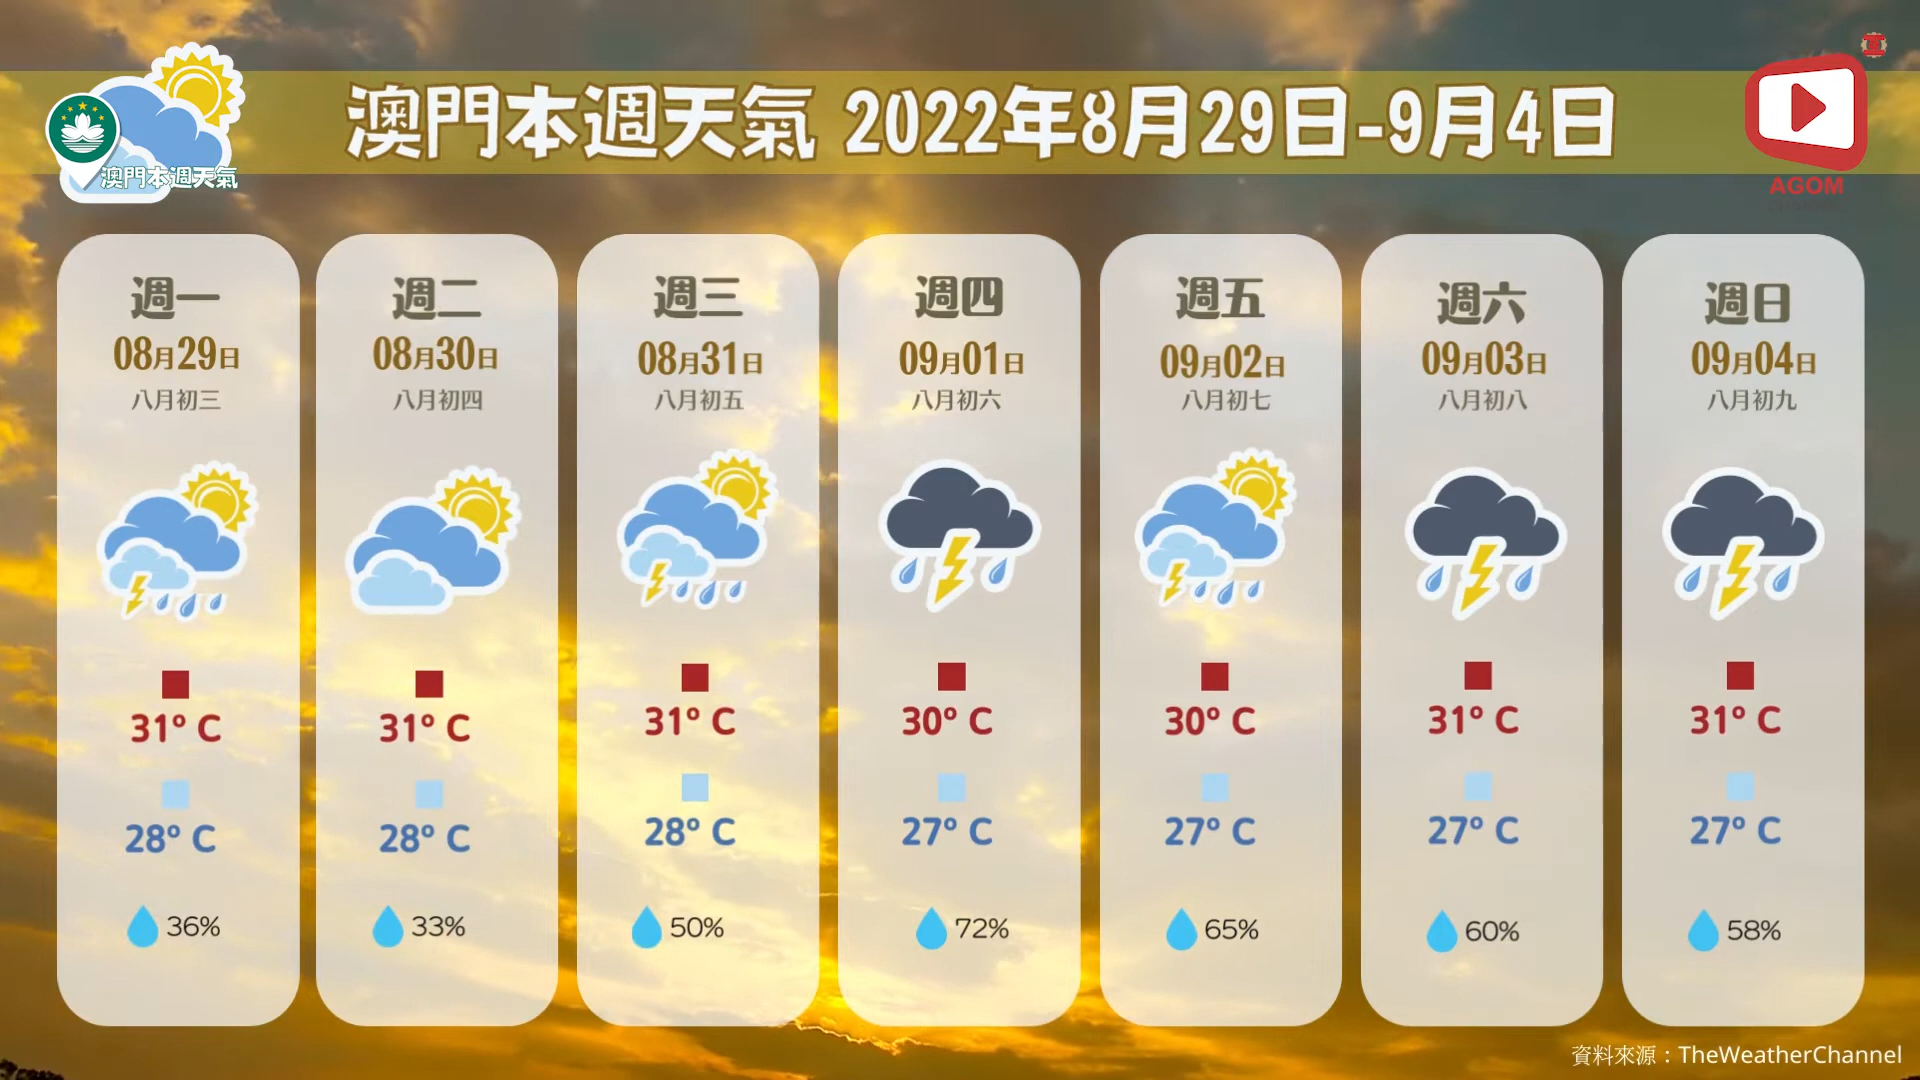 澳門本週天氣 2022年8月29日-9月4日
澳門本週天氣
AGOM
週一
08月29日
八月初三
31° C
28° C
36%
週二
08月30日
八月初四
31° C
28° C
33%
週三
08月31日
八月初五
31° C
28° C
50%
週四
09月01日
八月初六
30° C
27° C
72%
週五
09月02日
八月初七
30° C
27° C
65%
週六
09月03日
八月初八
31° C
27° C
60%
週日
09月04日
八月初九
31° C
27° C
58%
資料來源：TheWeatherChannel